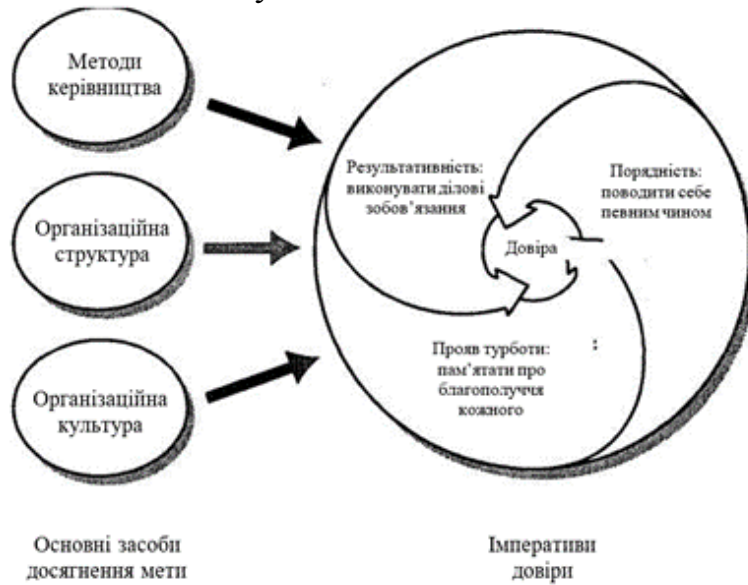 Методи
керівництва
Організаційна
структура
Організаційна
культура
Результативність:
виконувати ділові
зобов’язання
Порядність:
поводити себе
певним чином
Довіра
Прояв турботи:
пам’ятати про
благополуччя
кожного
:
Основні засоби
досягнення мети
Імперативи
довіри